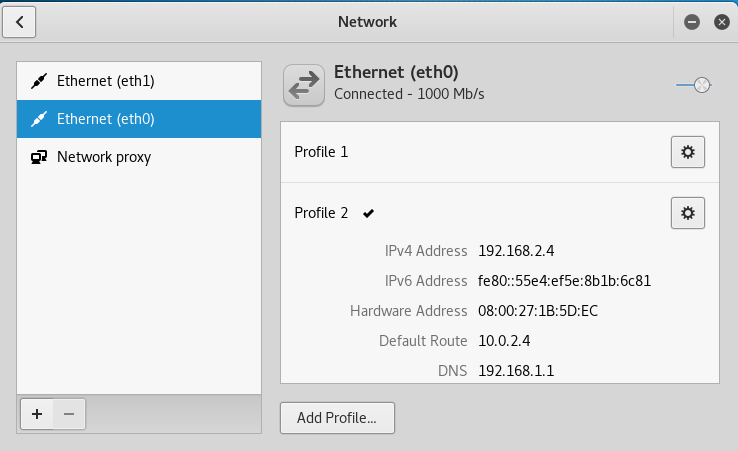 Network
Ethernet (eth1)
Ethernet (eth0)
Network proxy
Ethernet (eth0)
Connected - 1000 Mb/s
Profile 1
Profile 2
IPv4 Address 192.168.2.4
IPv6 Address fe80::55e4:ef5e:8b1b:6c81
Hardware Address 08:00:27:1B:5D:EC
Default Route 10.0.2.4
DNS 192.168.1.1
Add Profile...